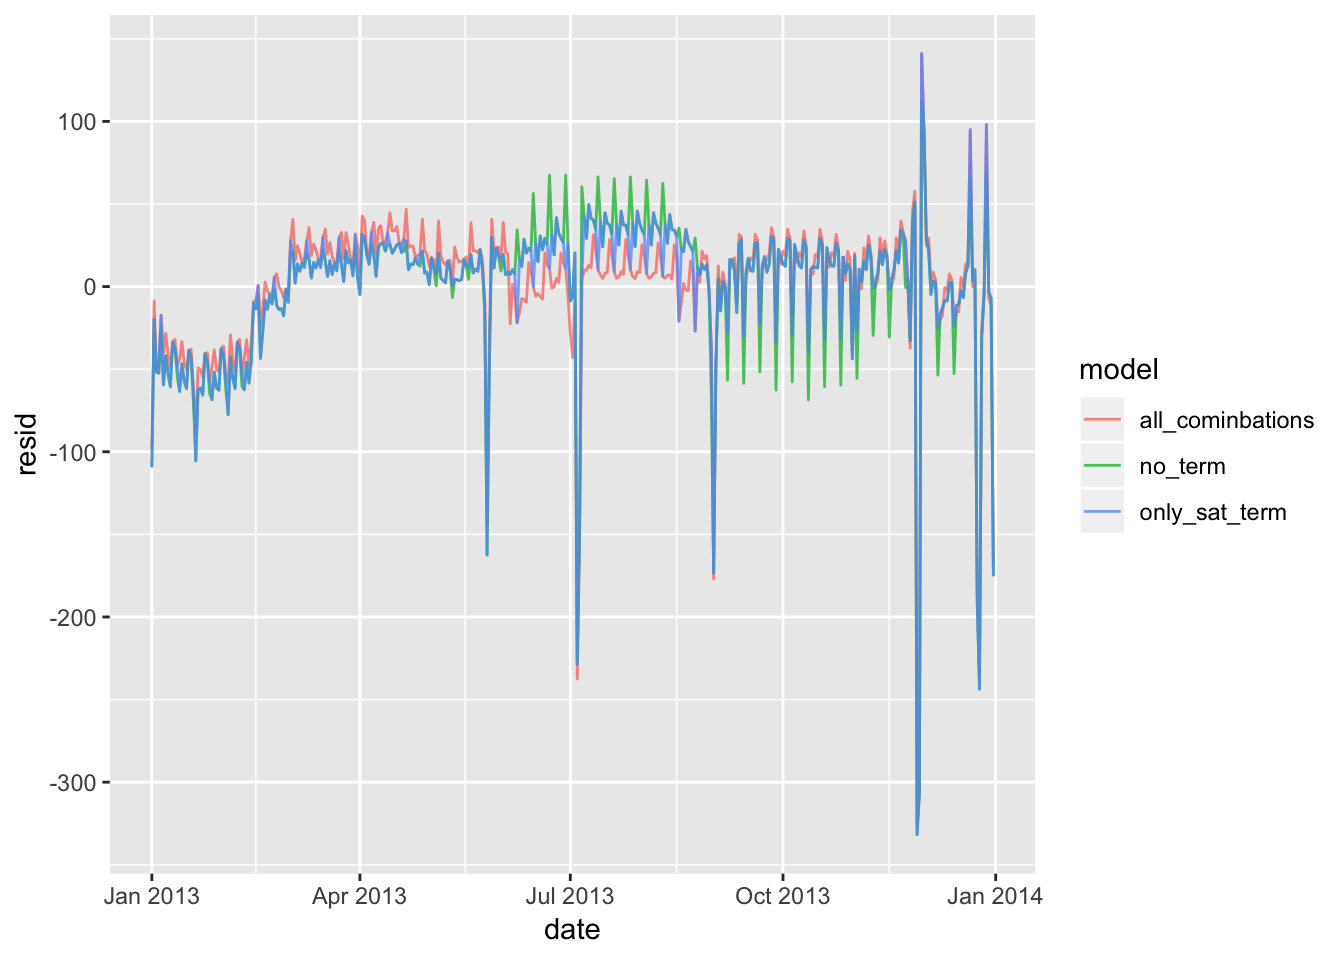 100
0
-100
-200
-300
resid
Jan 2013
Apr 2013
Jul 2013
Oct 2013
Jan 2014
date
model
all_cominbations
no_term
only_sat_term